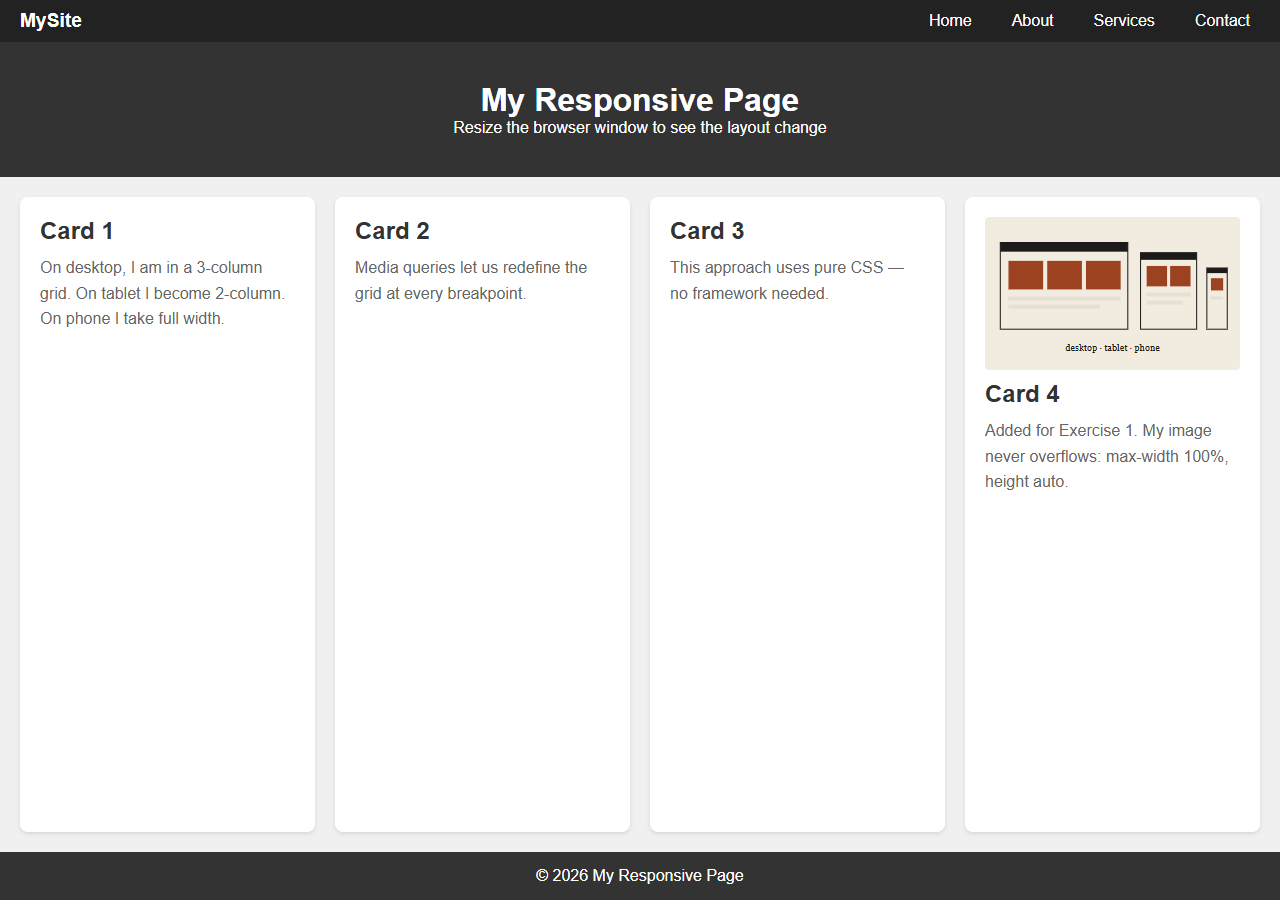 MySite
Home
About
Services
Contact
My Responsive Page
Resize the browser window to see the layout change
Card 1
On desktop, I am in a 3-column
grid. On tablet I become 2-column.
On phone I take full width.
Card 2
Media queries let us redefine the
grid at every breakpoint.
Card 3
This approach uses pure CSS —
no framework needed.
desktop · tablet · phone
Card 4
Added for Exercise 1. My image
never overflows: max-width 100%,
height auto.
© 2026 My Responsive Page